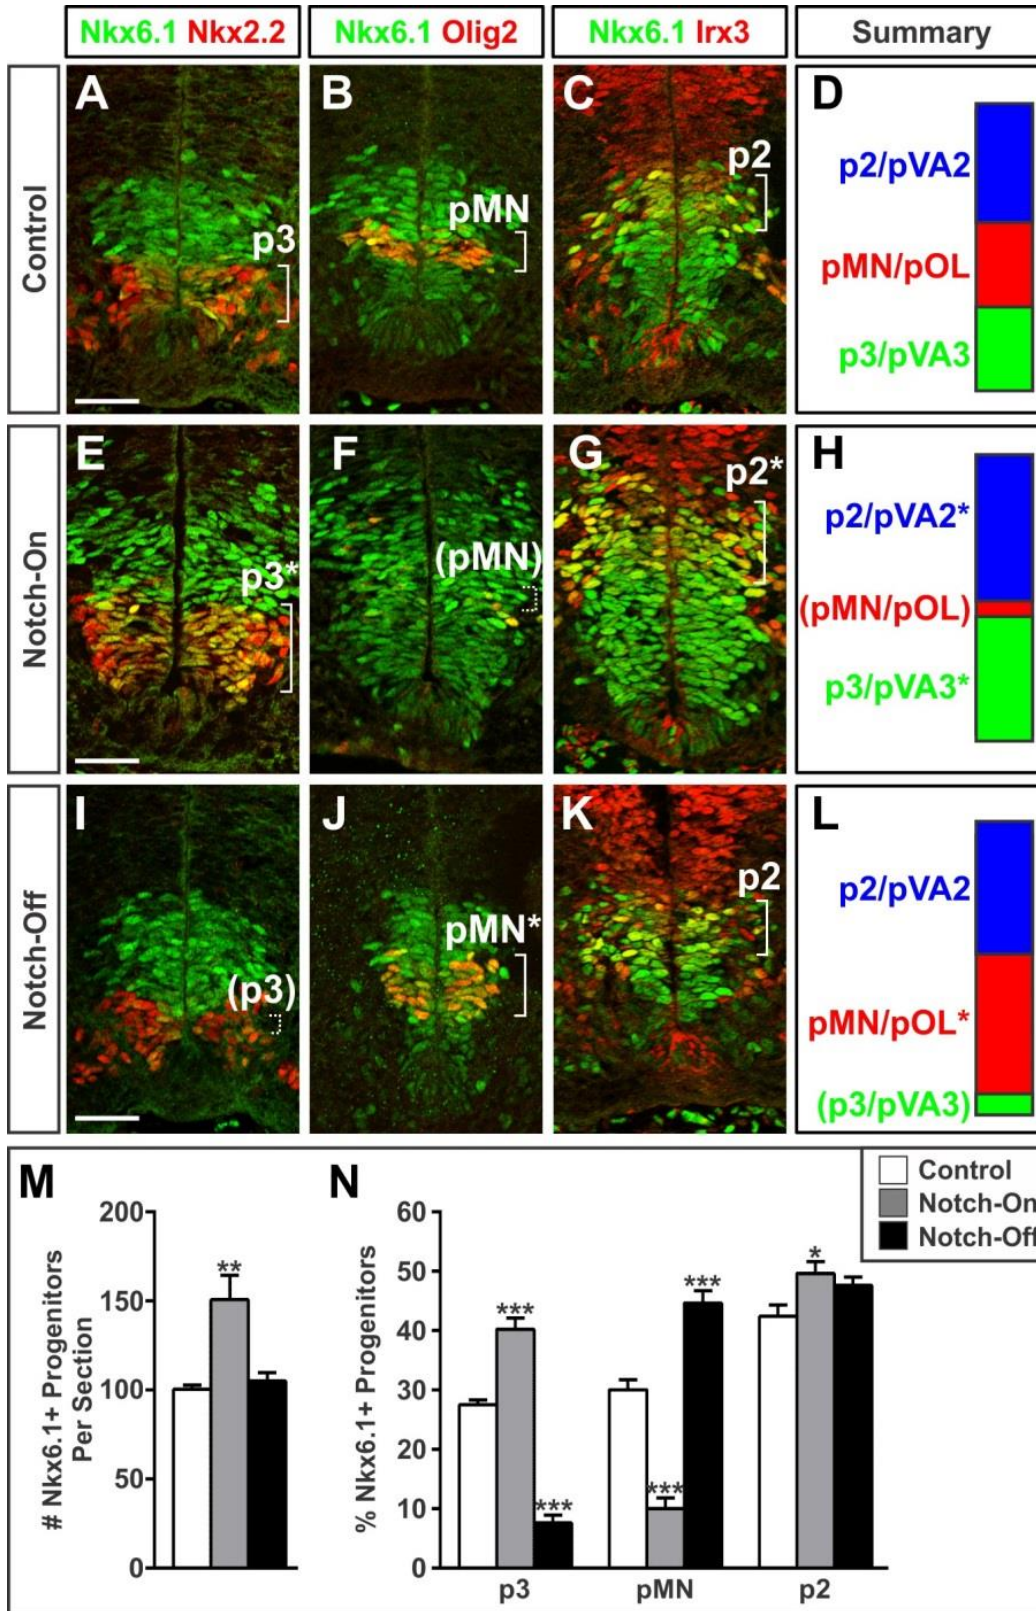 Nkx6.1 Nkx2.2
Nkx6.1 Olig2
Nkx6.1 Irx3
Summary
Control
A
p3
B
pMN
C
p2
D
p2/pVA2
pMN/pOL
p3/pVA3
Notch-On
E
p3*
F
(pMN)
G
p2*
H
p2/pVA2*
(pMN/pOL)
p3/pVA3*
Notch-Off
I
(p3)
J
pMN*
K
p2
L
p2/pVA2
pMN/pOL*
(p3/pVA3)
M
# Nkx6.1+ Progenitors
Per Section
200
150
100
50
0
**
N
% Nkx6.1+ Progenitors
60
50
40
30
20
10
0
***
***
***
***
*
p3
pMN
p2
Control
Notch-On
Notch-Off